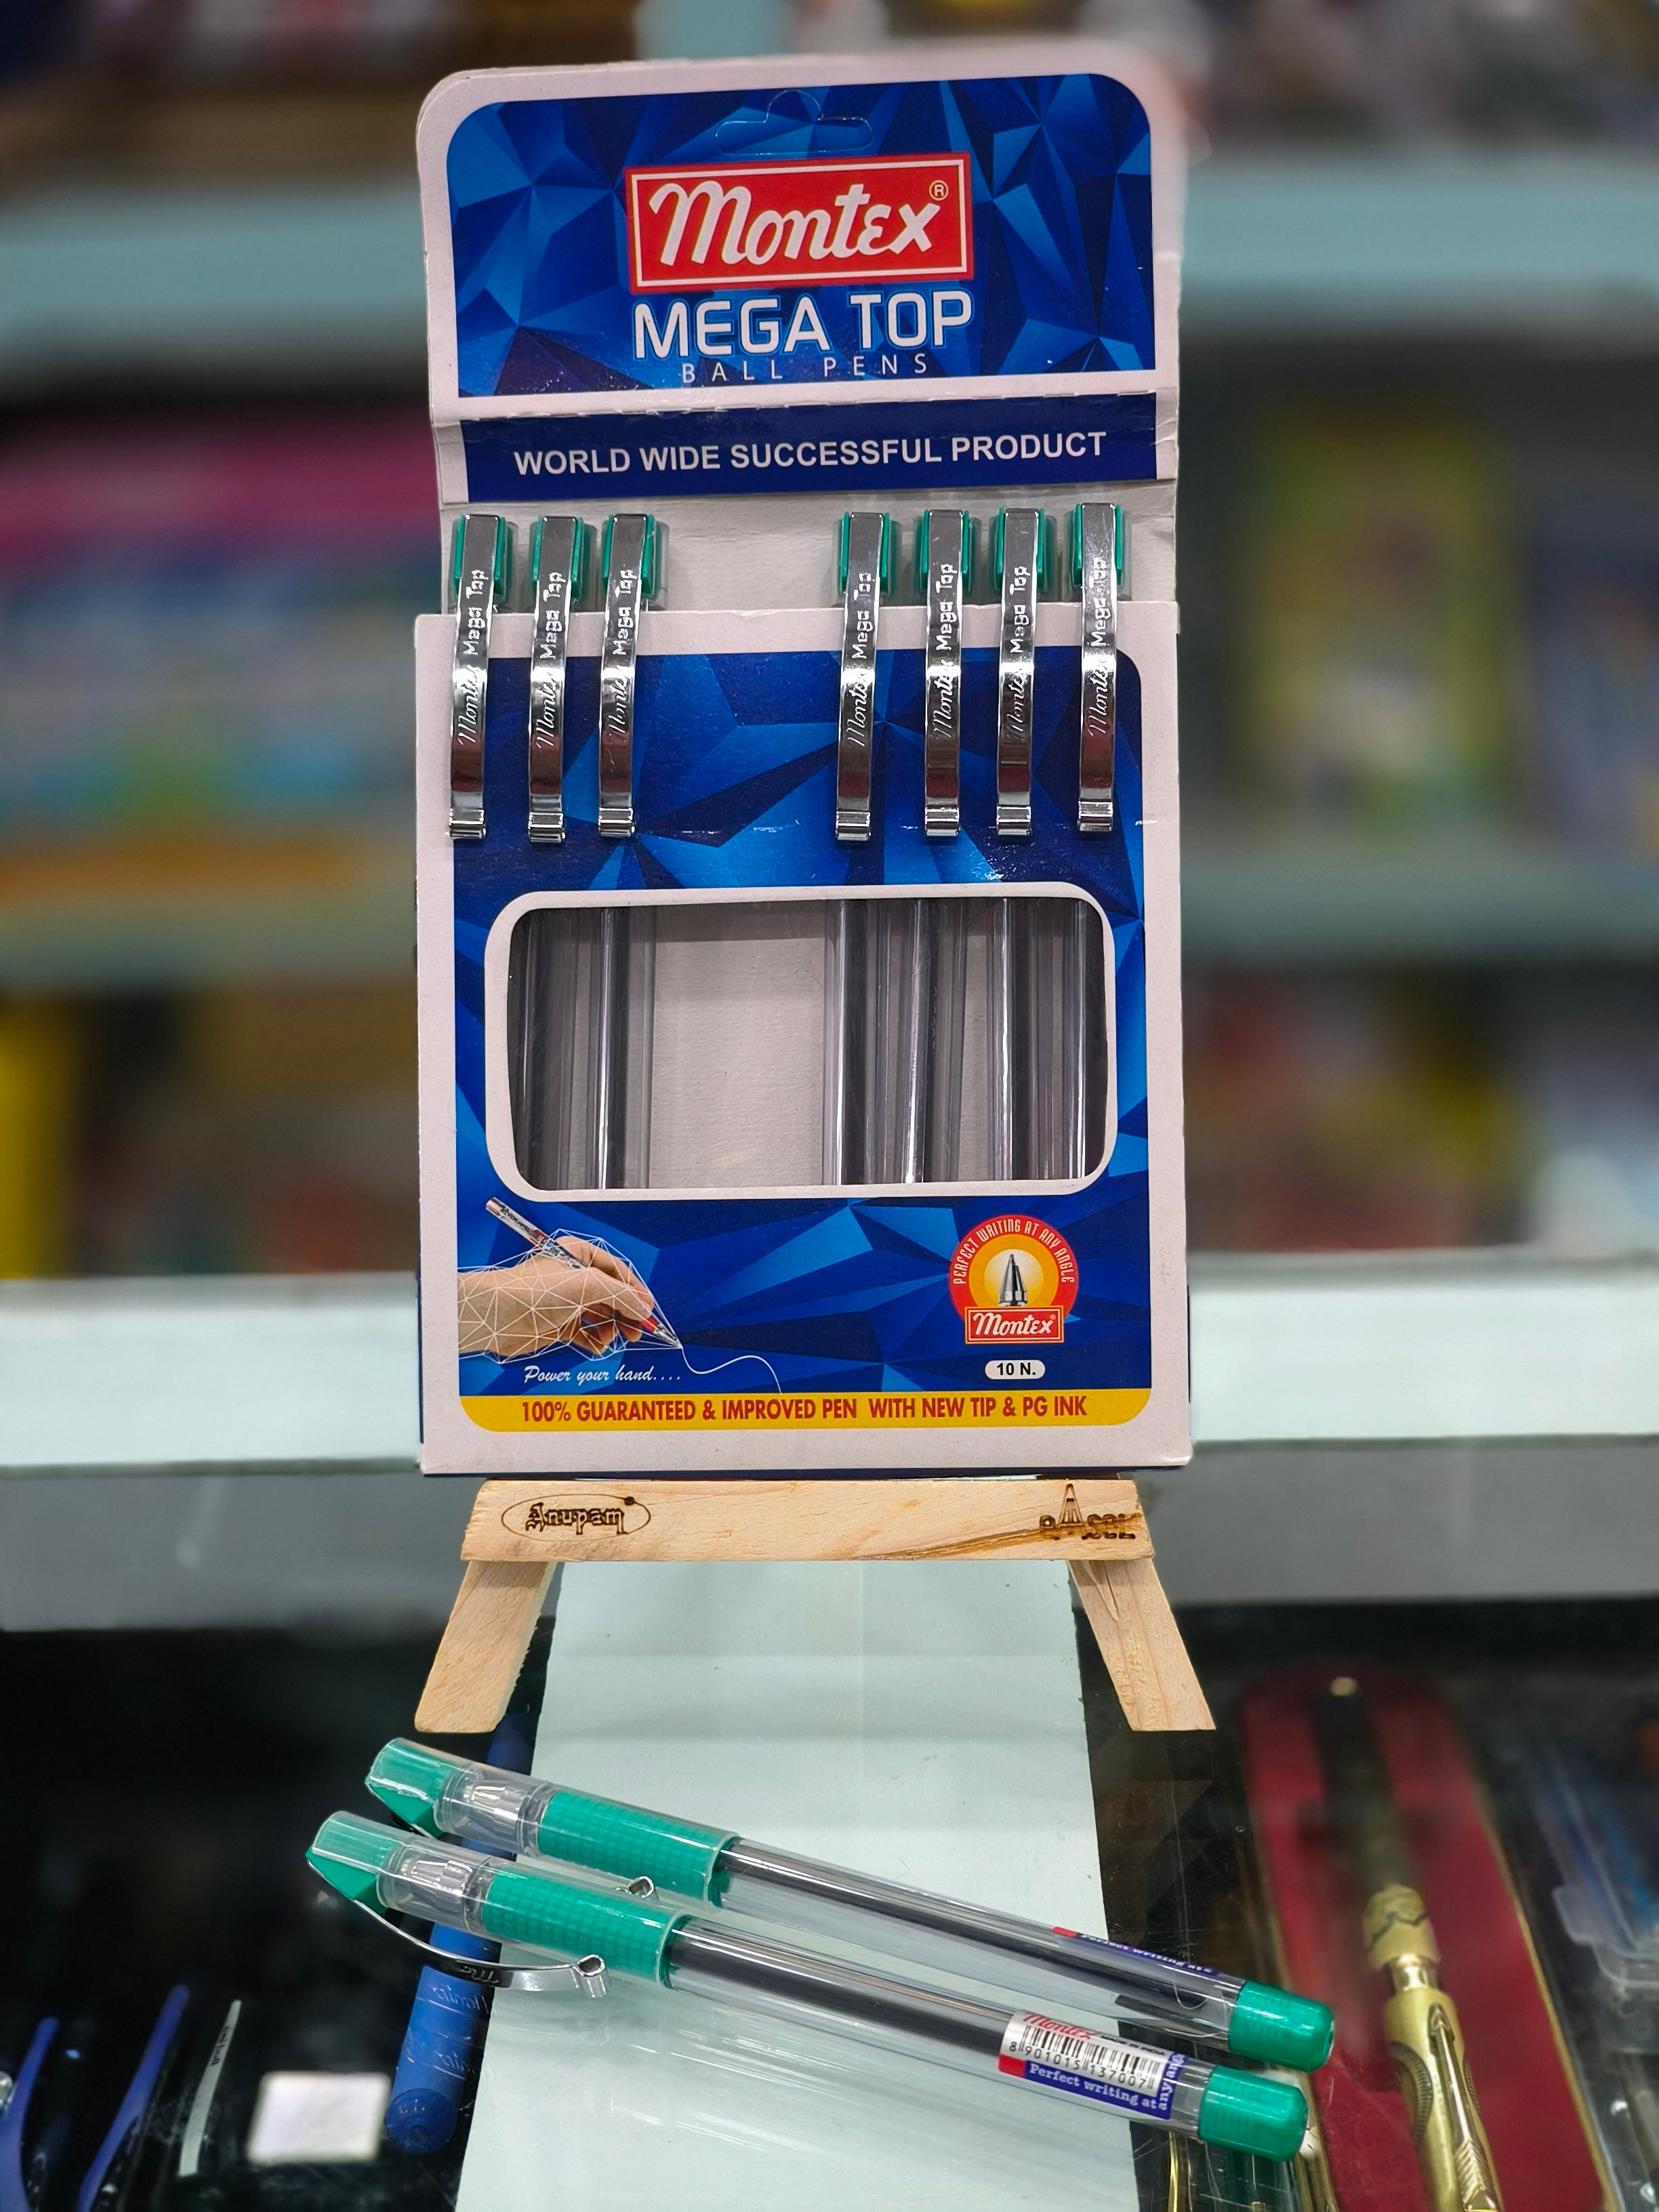 Montex®
MEGA TOP
BALL PENS
WORLD WIDE SUCCESSFUL PRODUCT
Montex Mega Top
Montex Mega Top
Montex Mega Top
Montex Mega Top
Montex Mega Top
Montex Mega Top
Montex Mega Top
PERFECT WRITING AT ANY ANGLE
Montex®
10 N.
Power your hand....
100% GUARANTEED & IMPROVED PEN WITH NEW TIP & PG INK
Anupam
Perfect writing at a
Montex
8 901015 137007
Perfect writing at any angle